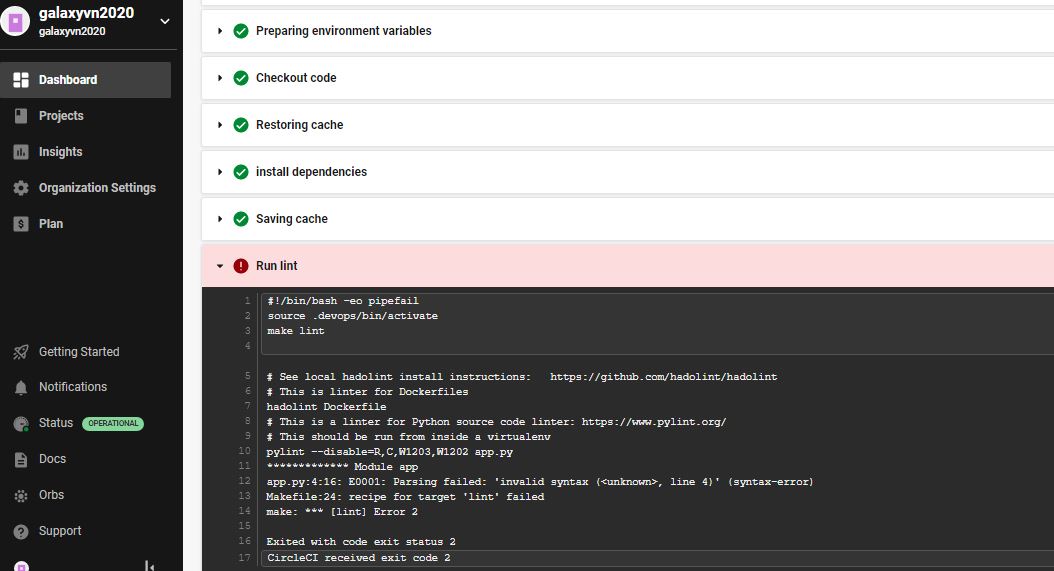 galaxyvn2020
galaxyvn2020
Dashboard
Projects
Insights
Organization Settings
$ Plan
Getting Started
Notifications
Status OPERATIONAL
Docs
Orbs
? Support
Preparing environment variables
Checkout code
Restoring cache
install dependencies
Saving cache
! Run lint
1 #!/bin/bash -eo pipefail
2 source .devops/bin/activate
3 make lint
4
5 # See local hadolint install instructions:   https://github.com/hadolint/hadolint
6 # This is linter for Dockerfiles
7 hadolint Dockerfile
8 # This is a linter for Python source code linter: https://www.pylint.org/
9 # This should be run from inside a virtualenv
10 pylint --disable=R,C,W1203,W1202 app.py
11 ************* Module app
12 app.py:4:16: E0001: Parsing failed: 'invalid syntax (<unknown>, line 4)' (syntax-error)
13 Makefile:24: recipe for target 'lint' failed
14 make: *** [lint] Error 2
15
16 Exited with code exit status 2
17 CircleCI received exit code 2